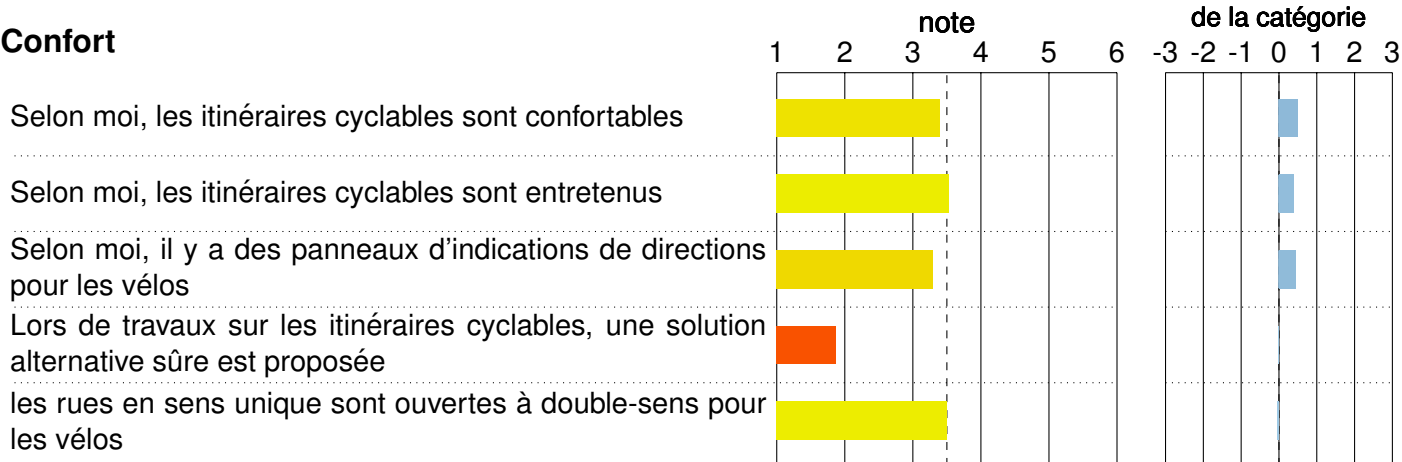 note
de la catégorie
Confort
1 2 3 4 5 6
-3 -2 -1 0 1 2 3
Selon moi, les itinéraires cyclables sont confortables
Selon moi, les itinéraires cyclables sont entretenus
Selon moi, il y a des panneaux d'indications de directions
pour les vélos
Lors de travaux sur les itinéraires cyclables, une solution
alternative sûre est proposée
les rues en sens unique sont ouvertes à double-sens pour
les vélos